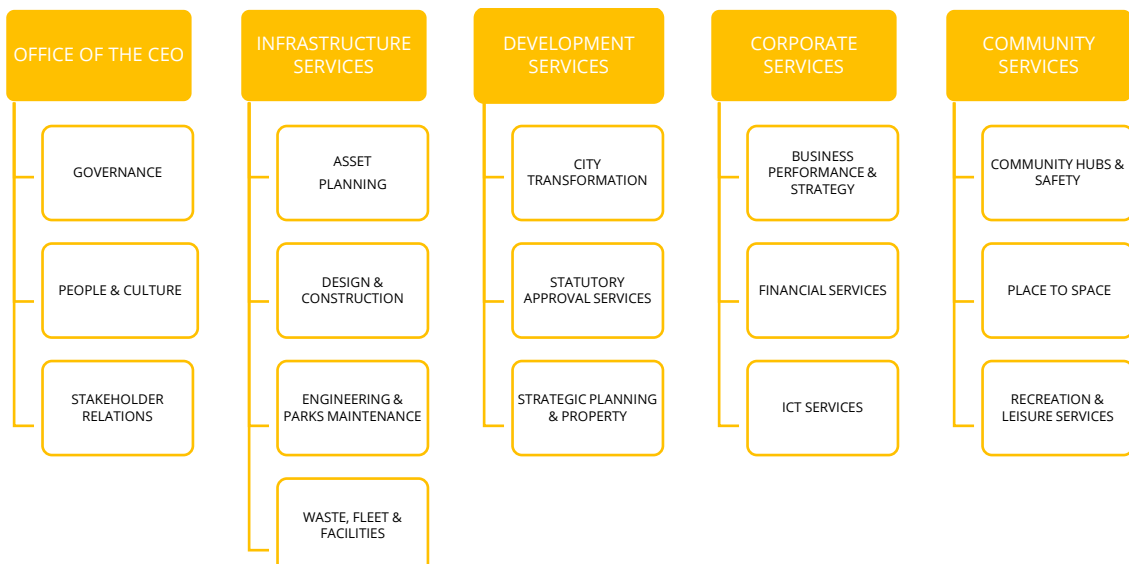 OFFICE OF THE CEO
GOVERNANCE
PEOPLE & CULTURE
STAKEHOLDER
RELATIONS
INFRASTRUCTURE
SERVICES
ASSET
PLANNING
DESIGN &
CONSTRUCTION
ENGINEERING &
PARKS MAINTENANCE
WASTE, FLEET &
FACILITIES
DEVELOPMENT
SERVICES
CITY
TRANSFORMATION
STATUTORY
APPROVAL SERVICES
STRATEGIC PLANNING
& PROPERTY
CORPORATE
SERVICES
BUSINESS
PERFORMANCE &
STRATEGY
FINANCIAL SERVICES
ICT SERVICES
COMMUNITY
SERVICES
COMMUNITY HUBS &
SAFETY
PLACE TO SPACE
RECREATION &
LEISURE SERVICES